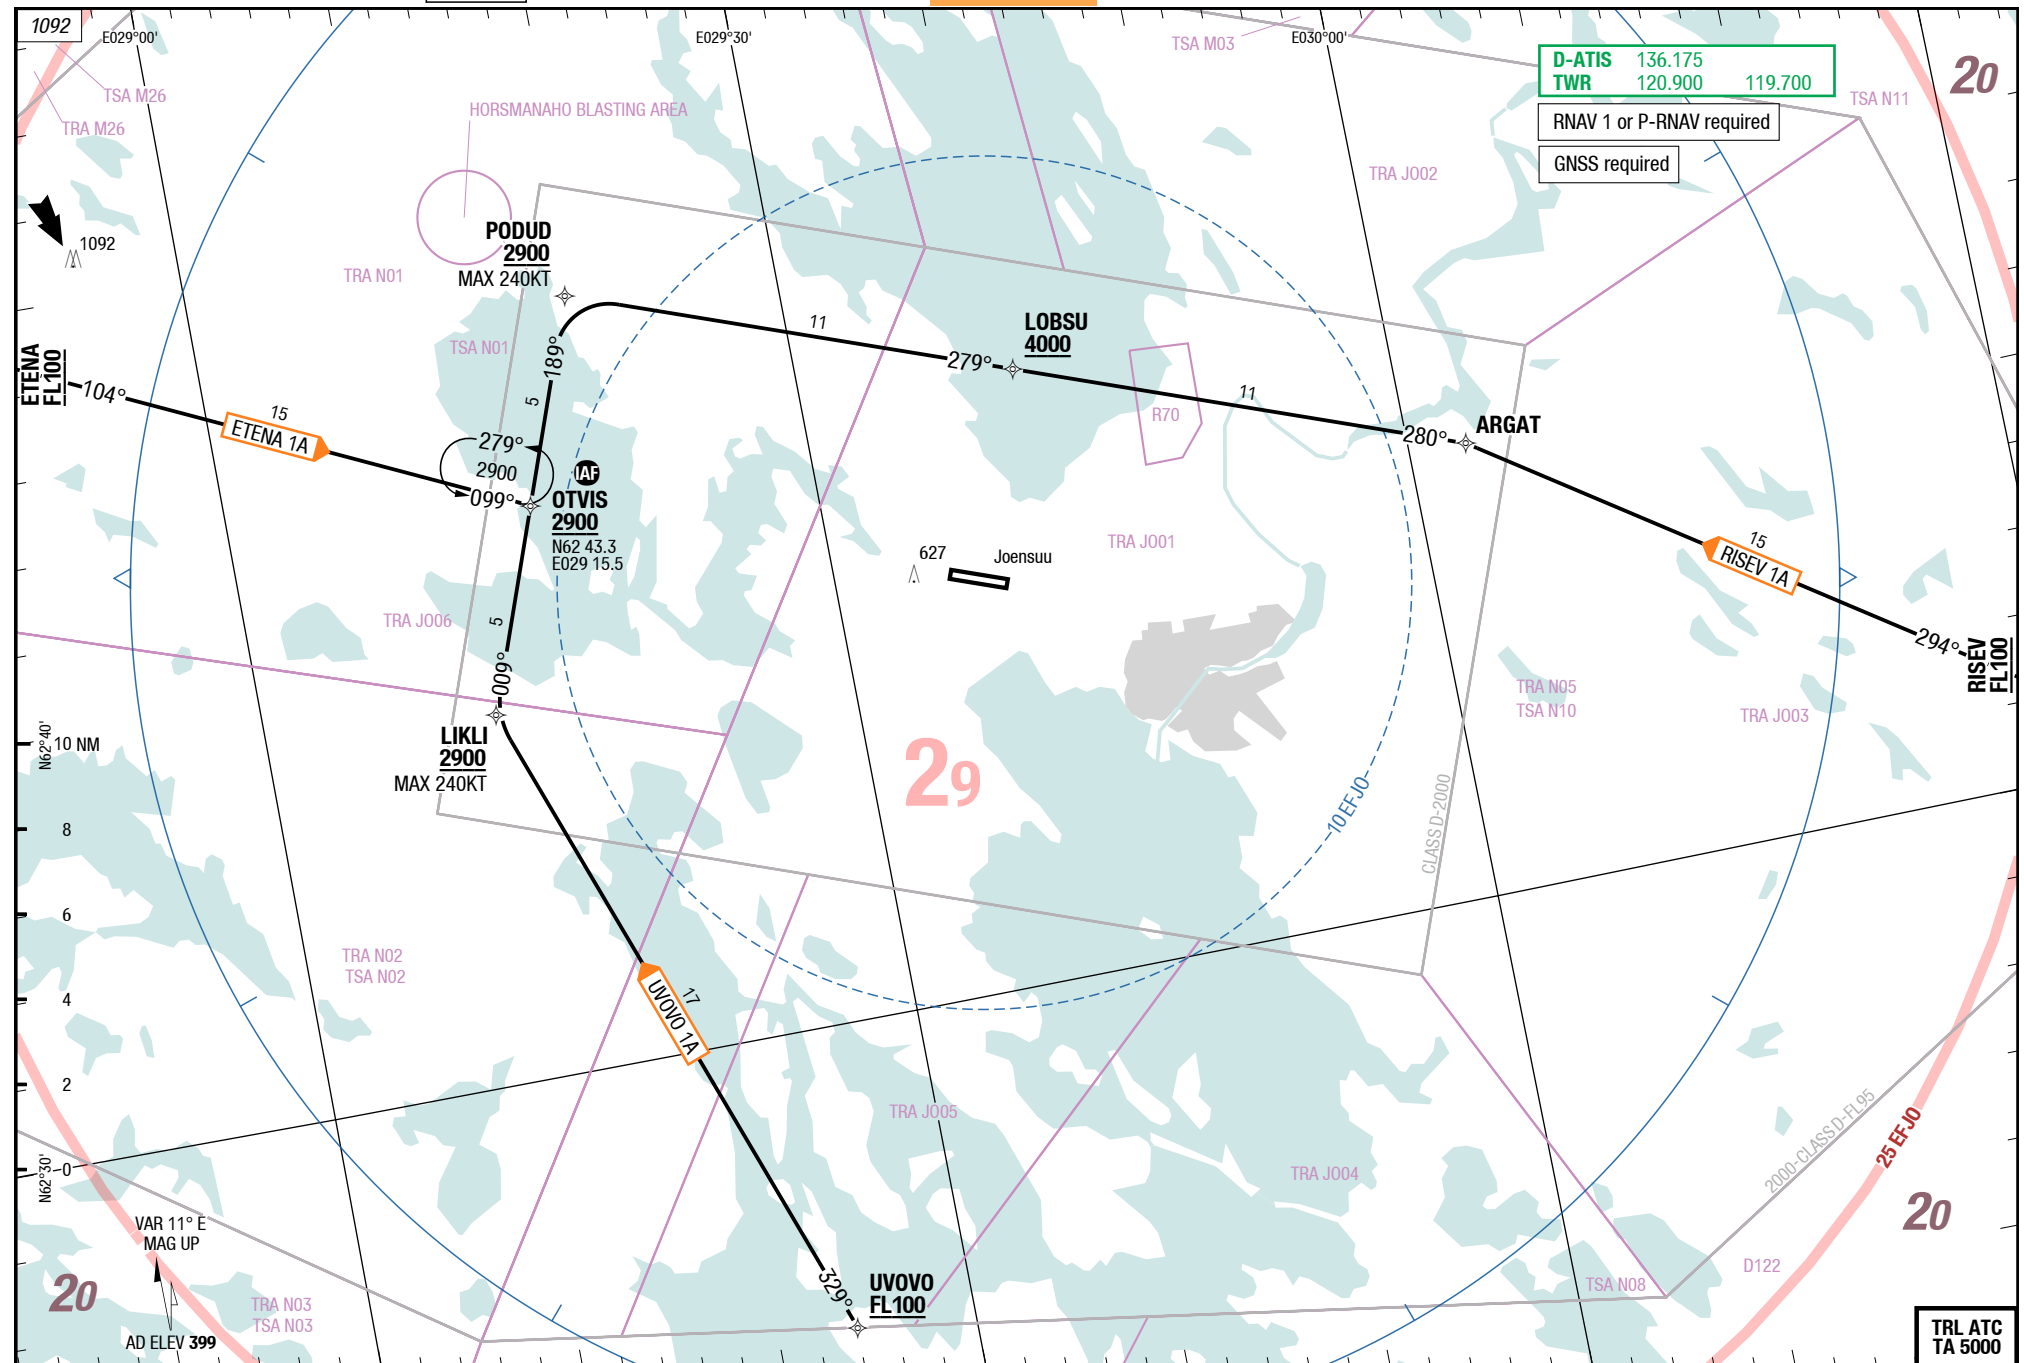 1092
E029°00'
E029°30'
E030°00'
TSA M03
D-ATIS 136.175
TWR 120.900 119.700
RNAV 1 or P-RNAV required
GNSS required
20
TSA N11
TSA M26
TRA M26
HORSMANAHO BLASTING AREA
TRA JO02
1092
TRA N01
PODUD
2900
MAX 240KT
TSA N01
189°
5
11
279°
LOBSU
4000
R70
11
280°
ARGAT
ETENA
FL100
104°
15
ETENA 1A
279°
2900
099°
IAF
OTVIS
2900
N62 43.3
E029 15.5
627
Joensuu
TRA JO01
15
RISEV 1A
294°
RISEV
FL100
TRA JO06
5
009°
LIKLI
2900
MAX 240KT
29
TRA N05
TSA N10
TRA JO03
N62°40'
10 NM
8
6
4
2
0
N62°30'
CLASS D-2000
10 EFJO
TRA N02
TSA N02
17
UVOVO 1A
TRA JO05
TRA JO04
2000-CLASS D-FL95
25 EFJO
20
VAR 11° E
MAG UP
20
AD ELEV 399
TRA N03
TSA N03
329°
UVOVO
FL100
TSA N08
D122
TRL ATC
TA 5000